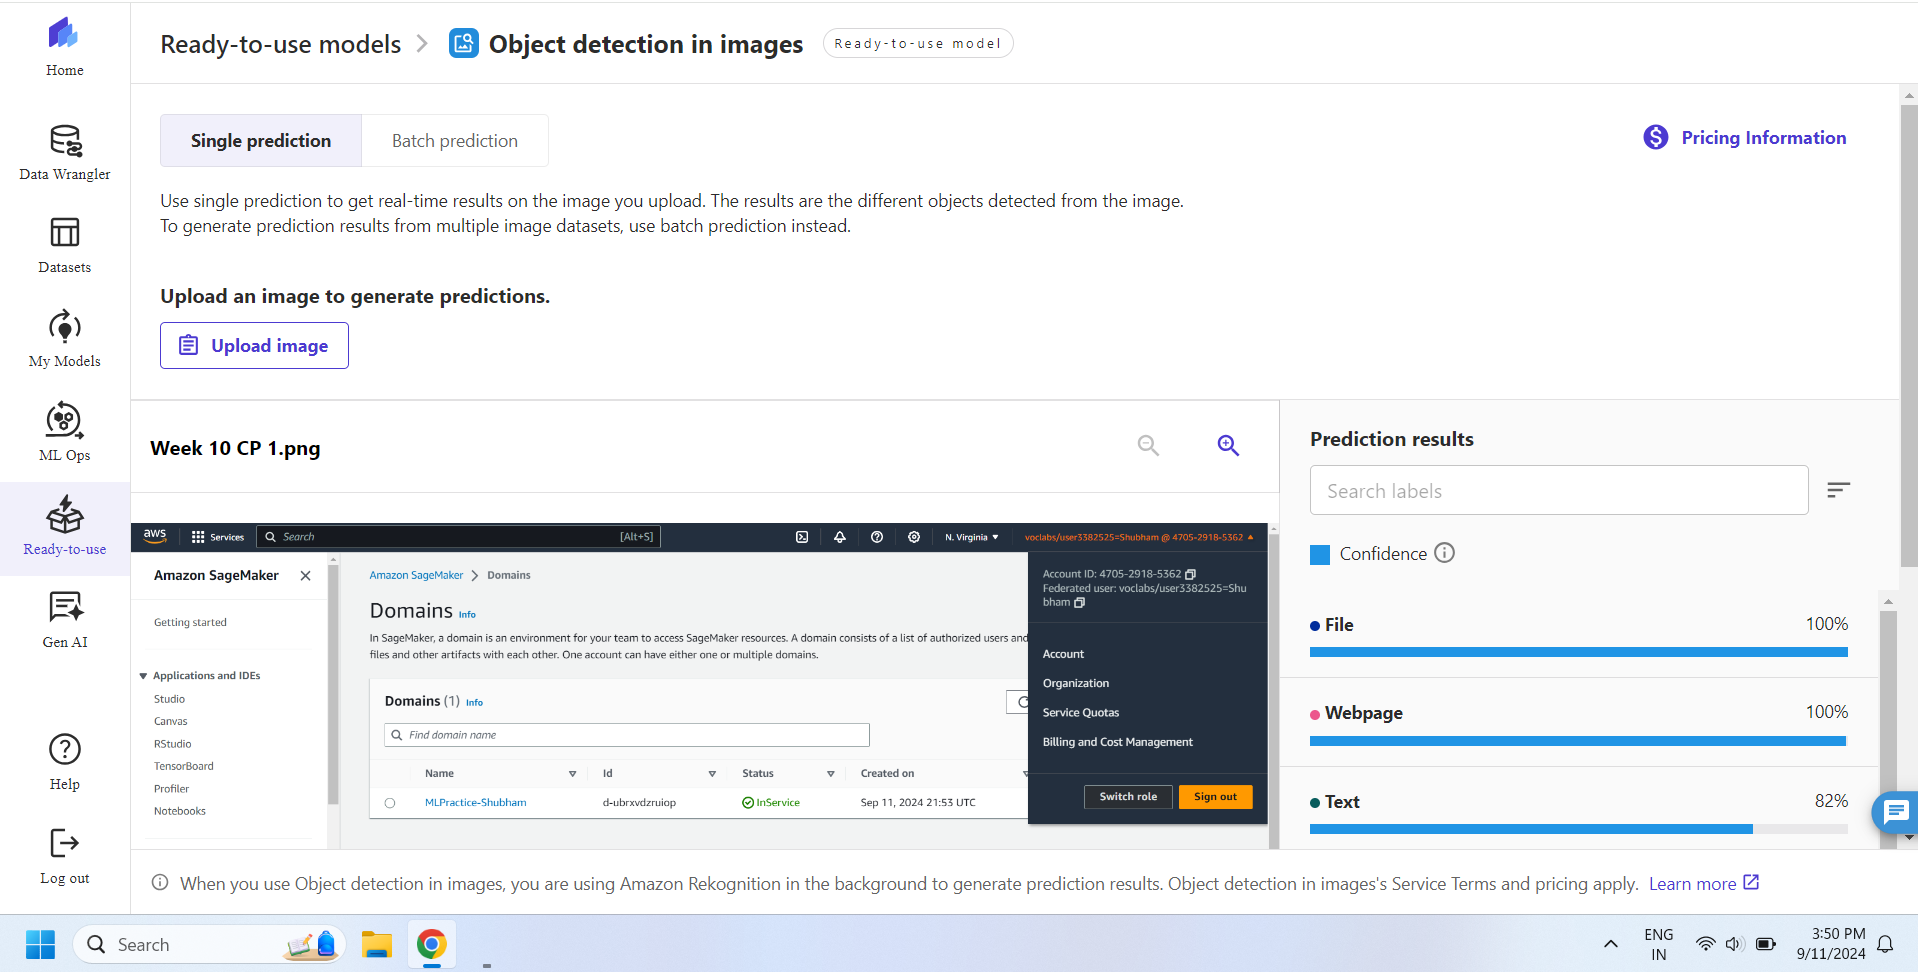 Home
Data Wrangler
Datasets
My Models
ML Ops
Ready-to-use
Gen AI
Help
Log out
Ready-to-use models
Object detection in images
Ready-to-use model
Single prediction
Batch prediction
Pricing Information
Use single prediction to get real-time results on the image you upload. The results are the different objects detected from the image.
To generate prediction results from multiple image datasets, use batch prediction instead.
Upload an image to generate predictions.
Upload image
Week 10 CP 1.png
aws
Services
Search
[Alt+S]
N. Virginia
voclabs/user3382525=Shubham @ 4705-2918-5362
Amazon SageMaker
Getting started
Applications and IDEs
Studio
Canvas
RStudio
TensorBoard
Profiler
Notebooks
Amazon SageMaker
Domains
Domains Info
In SageMaker, a domain is an environment for your team to access SageMaker resources. A domain consists of a list of authorized users and
files and other artifacts with each other. One account can have either one or multiple domains.
Domains (1) Info
Find domain name
Name
Id
Status
Created on
MLPractice-Shubham
d-ubrxvdzruiop
InService
Sep 11, 2024 21:53 UTC
Account ID: 4705-2918-5362
Federated user: voclabs/user3382525=Shu
bham
Account
Organization
Service Quotas
Billing and Cost Management
Switch role
Sign out
Prediction results
Search labels
Confidence
File
100%
Webpage
100%
Text
82%
When you use Object detection in images, you are using Amazon Rekognition in the background to generate prediction results. Object detection in images's Service Terms and pricing apply. Learn more
Search
ENG
IN
3:50 PM
9/11/2024